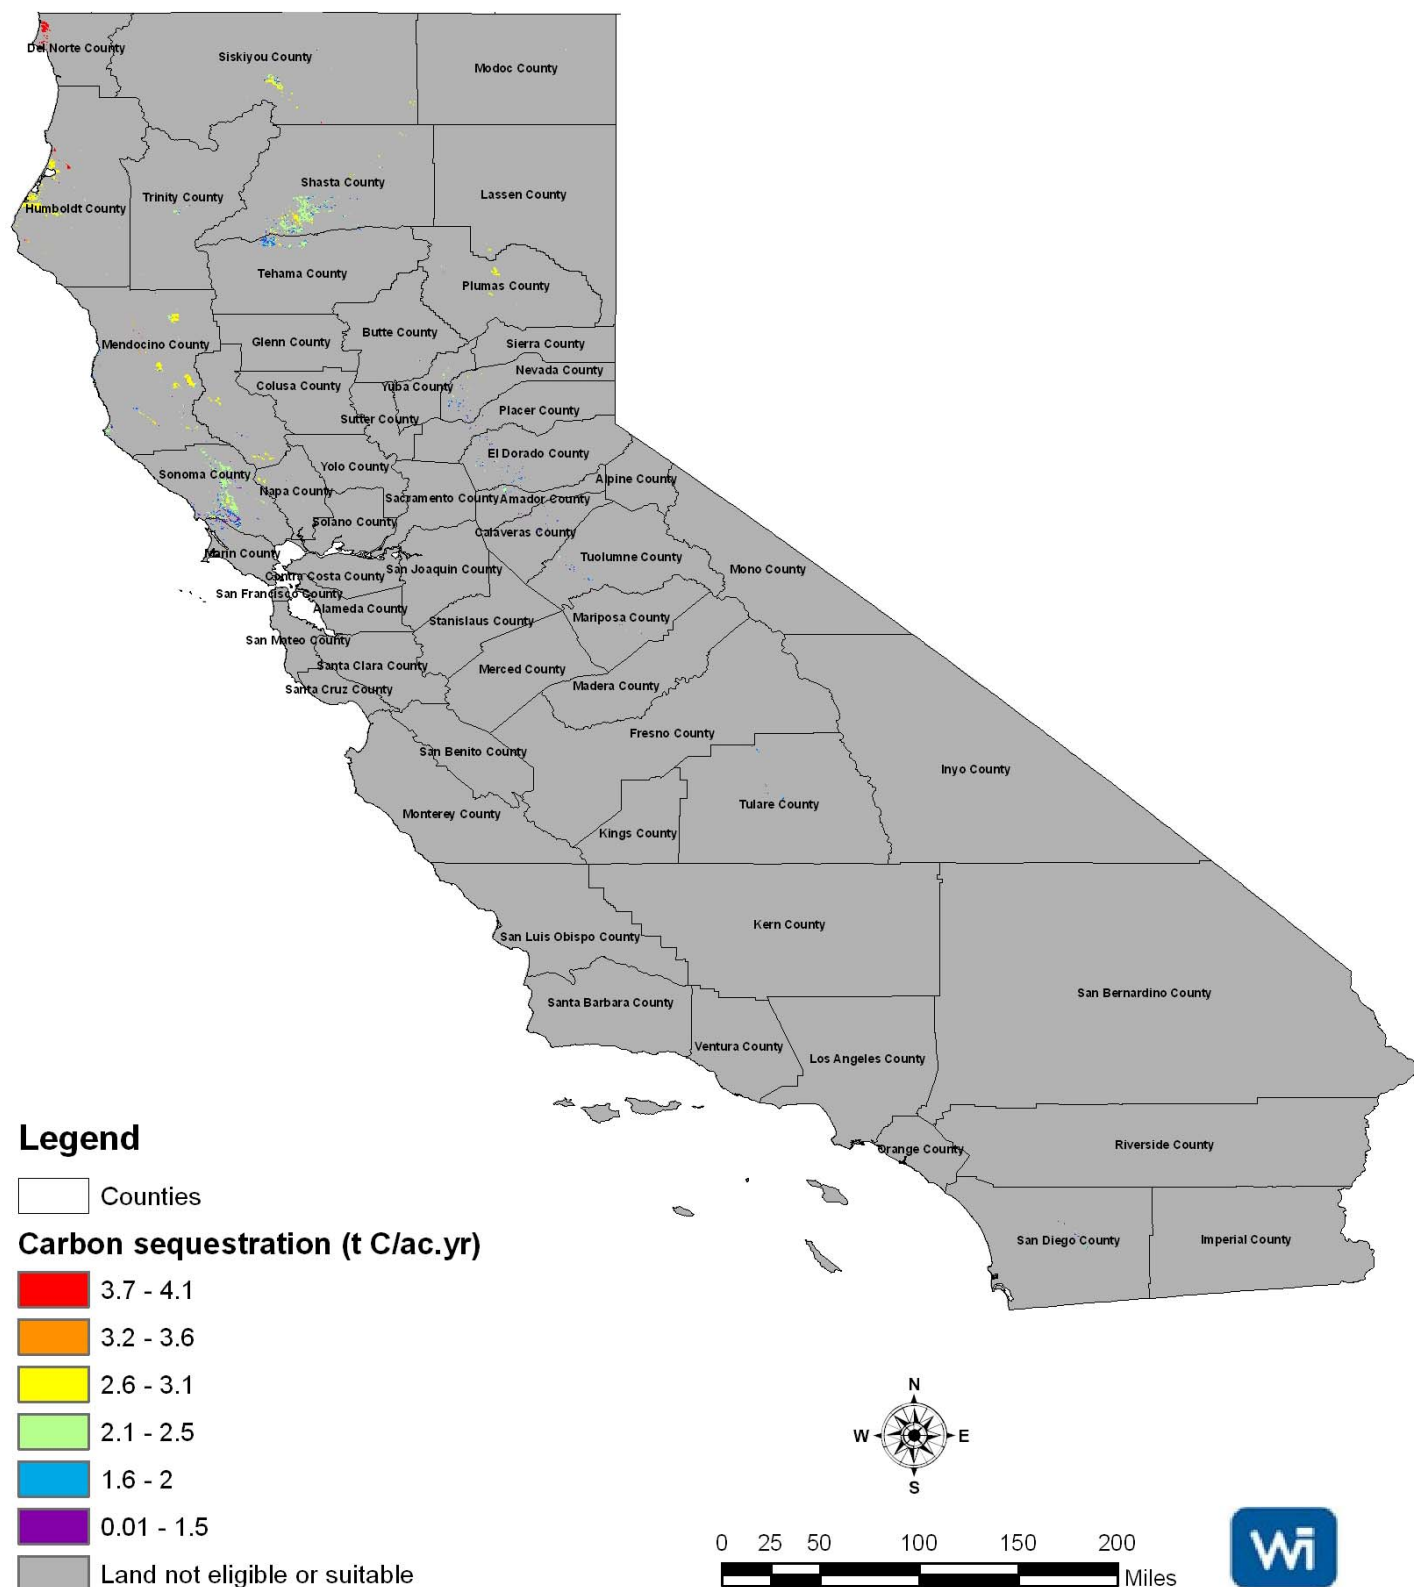 Del Norte County
Siskiyou County
Modoc County
Shasta County
Trinity County
Lassen County
Humboldt County
Tehama County
Plumas County
Butte County
Mendocino County
Glenn County
Sierra County
Nevada County
Colusa County
Yuba County
Placer County
Sutter County
El Dorado County
Yolo County
Sonoma County
Alpine County
Napa County
Sacramento County
Amador County
Solano County
Calaveras County
Marin County
Tuolumne County
San Joaquin County
Mono County
Contra Costa County
San Francisco County
Alameda County
Mariposa County
Stanislaus County
San Mateo County
Santa Clara County
Merced County
Madera County
Santa Cruz County
Fresno County
San Benito County
Inyo County
Tulare County
Monterey County
Kings County
Kern County
San Luis Obispo County
San Bernardino County
Santa Barbara County
Ventura County
Los Angeles County
Riverside County
Orange County
San Diego County
Imperial County
Legend
Counties
Carbon sequestration (t C/ac.yr)
3.7 - 4.1
3.2 - 3.6
2.6 - 3.1
2.1 - 2.5
1.6 - 2
0.01 - 1.5
Land not eligible or suitable
N
W E
S
0 25 50 100 150 200
Miles
Wi